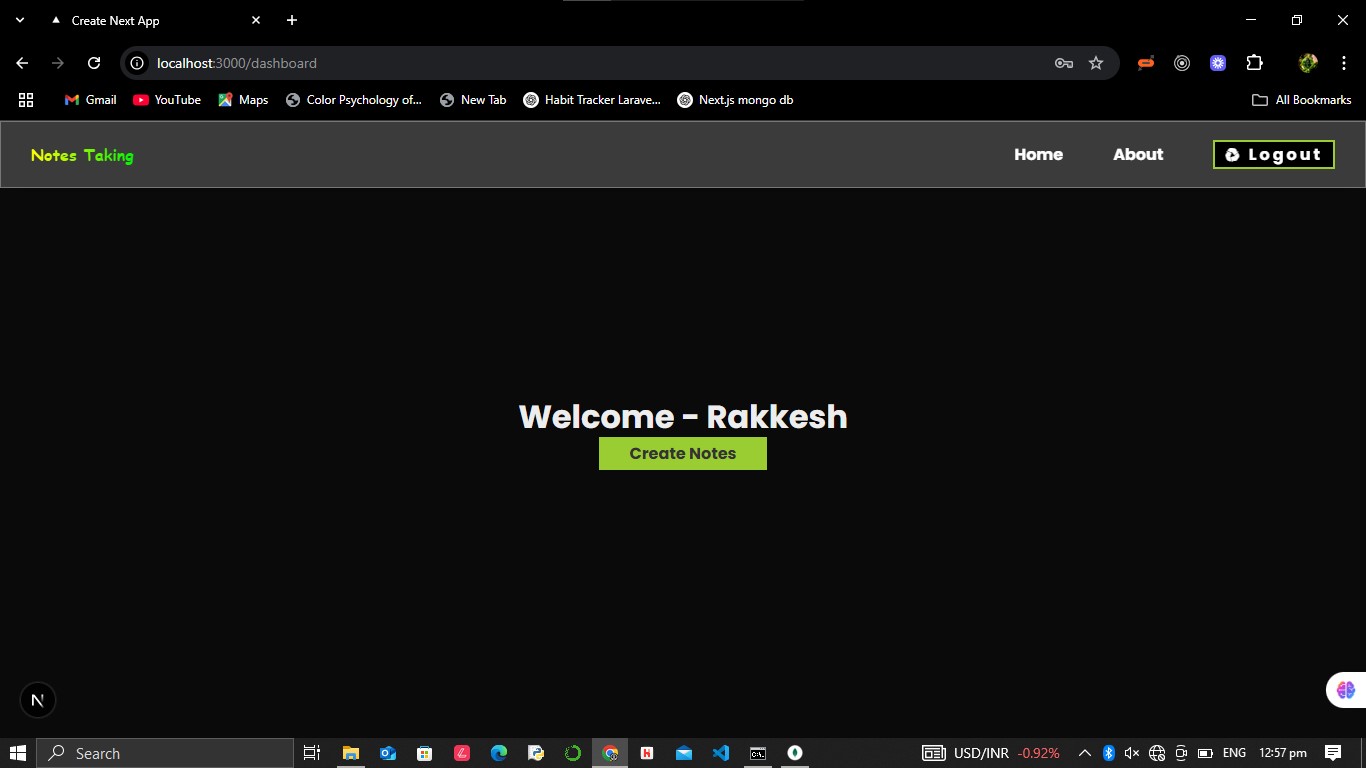 Create Next App
localhost:3000/dashboard
Gmail YouTube Maps Color Psychology of... New Tab Habit Tracker Larave... Next.js mongo db All Bookmarks
Notes Taking Home About Logout
Welcome - Rakkesh
Create Notes
N
Search USD/INR -0.92% ENG 12:57 pm